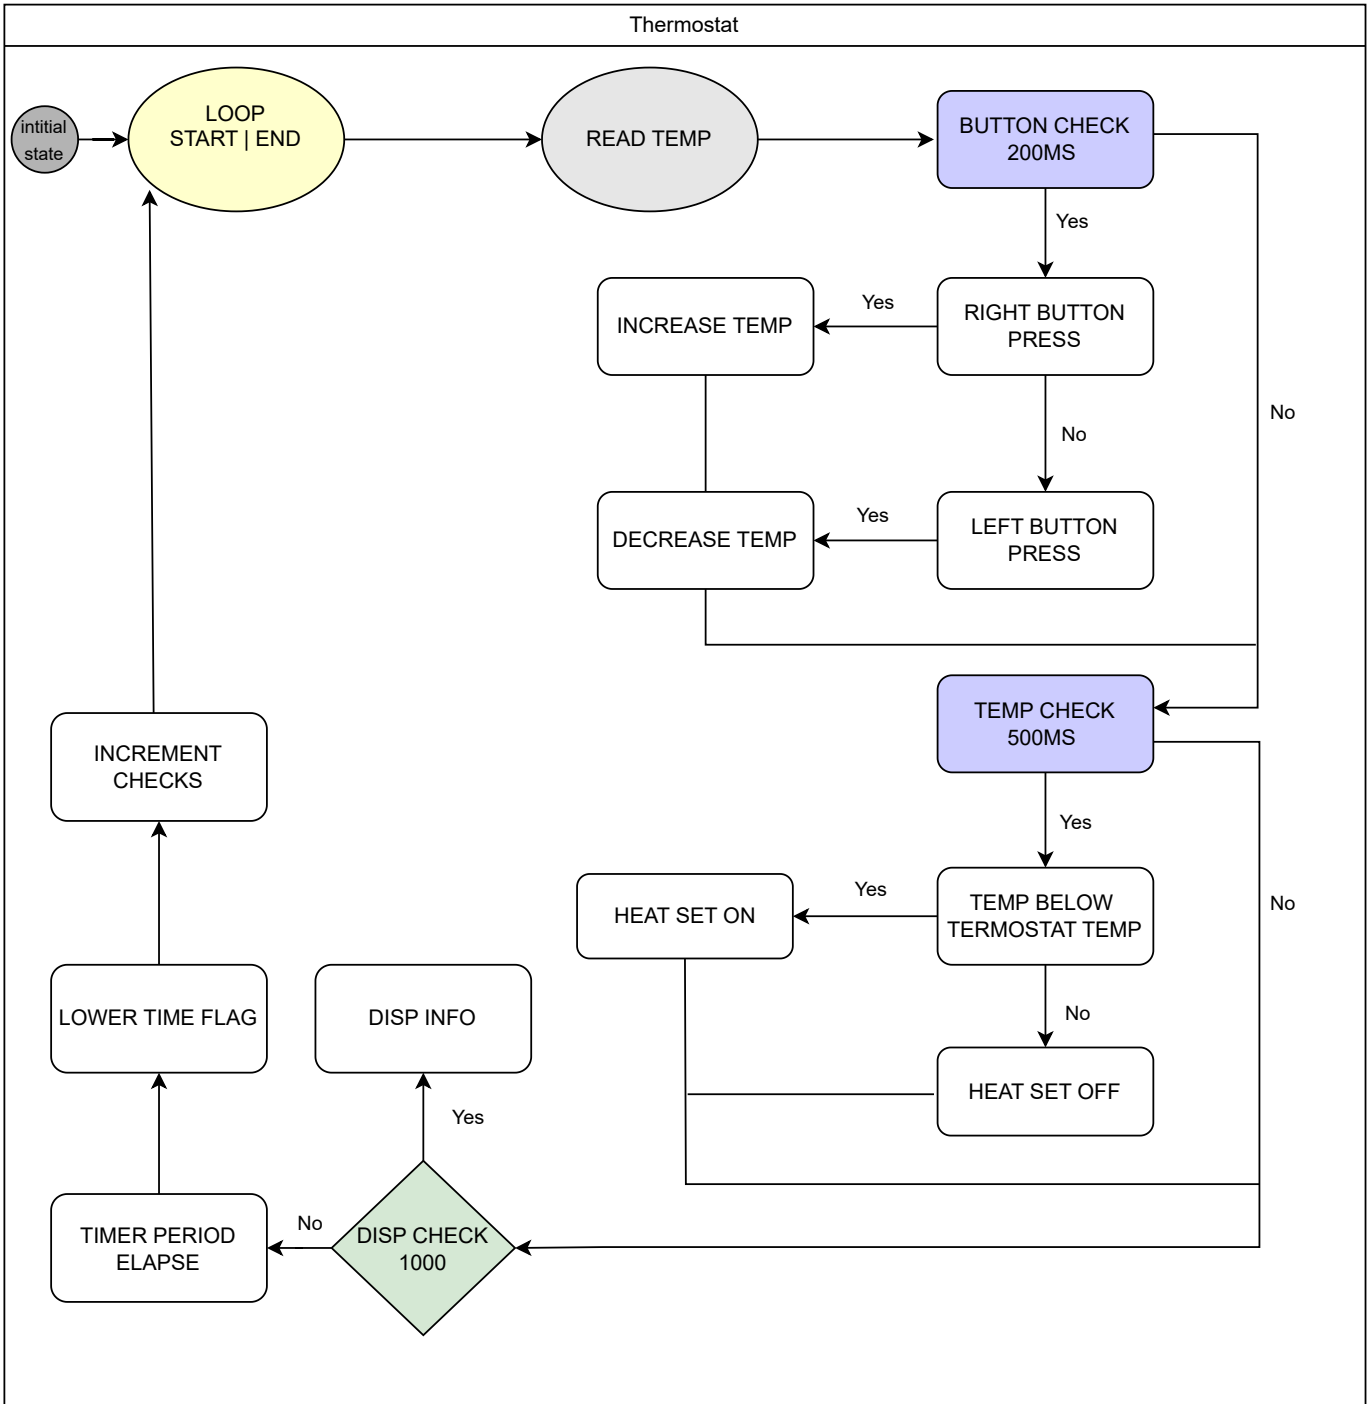 Thermostat
intitial
state
LOOP
START | END
READ TEMP
BUTTON CHECK
200MS
Yes
INCREASE TEMP
Yes
RIGHT BUTTON
PRESS
No
No
DECREASE TEMP
Yes
LEFT BUTTON
PRESS
TEMP CHECK
500MS
INCREMENT
CHECKS
Yes
HEAT SET ON
Yes
TEMP BELOW
TERMOSTAT TEMP
No
LOWER TIME FLAG
DISP INFO
No
HEAT SET OFF
Yes
TIMER PERIOD
ELAPSE
No
DISP CHECK
1000